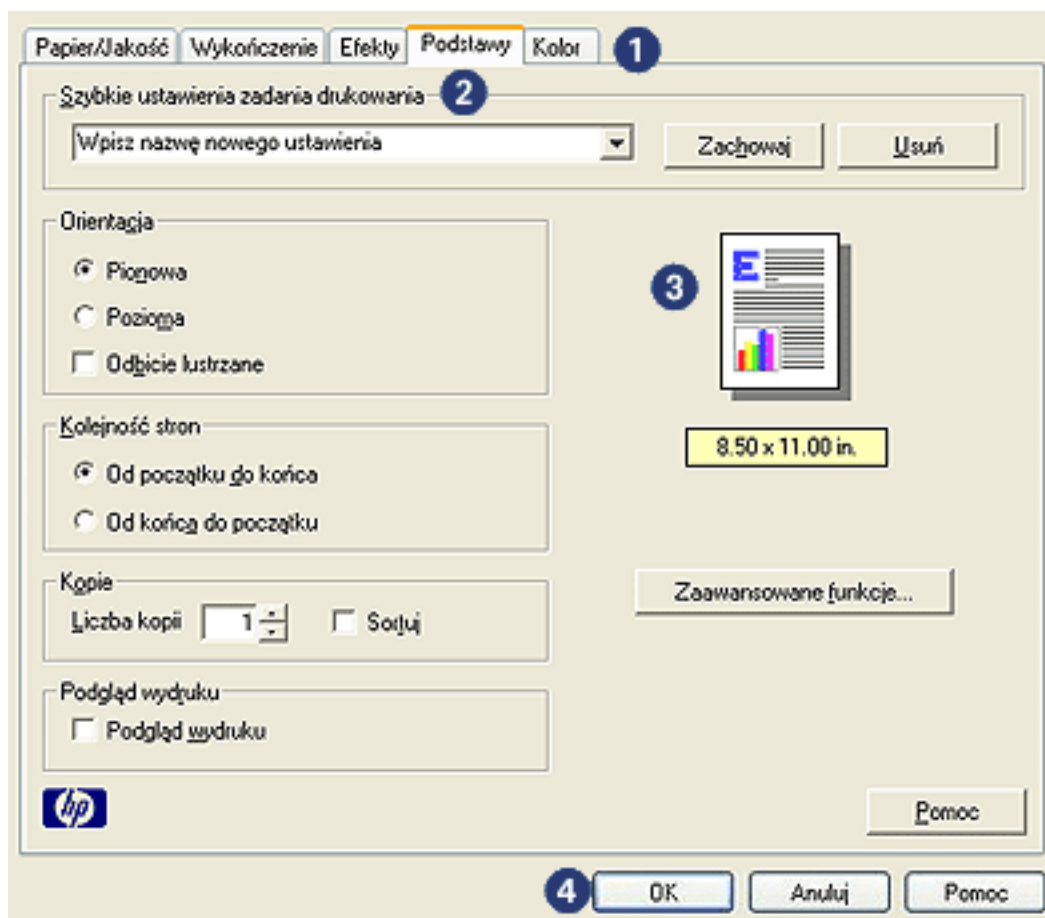 Papier/Jakość Wykończenie Efekty Podstawy Kolor 1
Szybkie ustawienia zadania drukowania 2
Wpisz nazwę nowego ustawienia Zachowaj Usuń
Orientacja
Pionowa
Pozioma
Odbicie lustrzane
3
E
8.50 x 11.00 in.
Kolejność stron
Od początku do końca
Od końca do początku
Kopie
Liczba kopii 1 Sortuj
Zaawansowane funkcje...
Podgląd wydruku
Podgląd wydruku
hp
Pomoc
4 OK Anuluj Pomoc